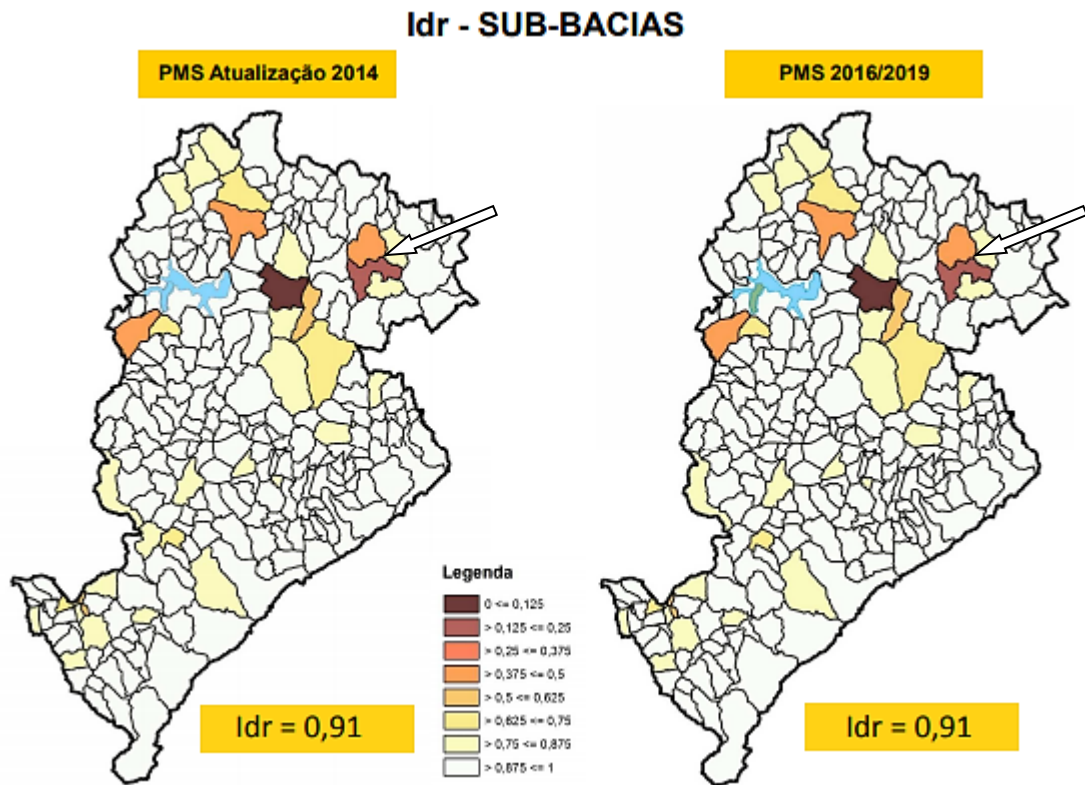 Idr - SUB-BACIAS
PMS Atualização 2014
PMS 2016/2019
Legenda
0 <= 0,125
> 0,125 <= 0,25
> 0,25 <= 0,375
> 0,375 <= 0,5
> 0,5 <= 0,625
> 0,625 <= 0,75
> 0,75 <= 0,875
> 0,875 <= 1
Idr = 0,91
Idr = 0,91